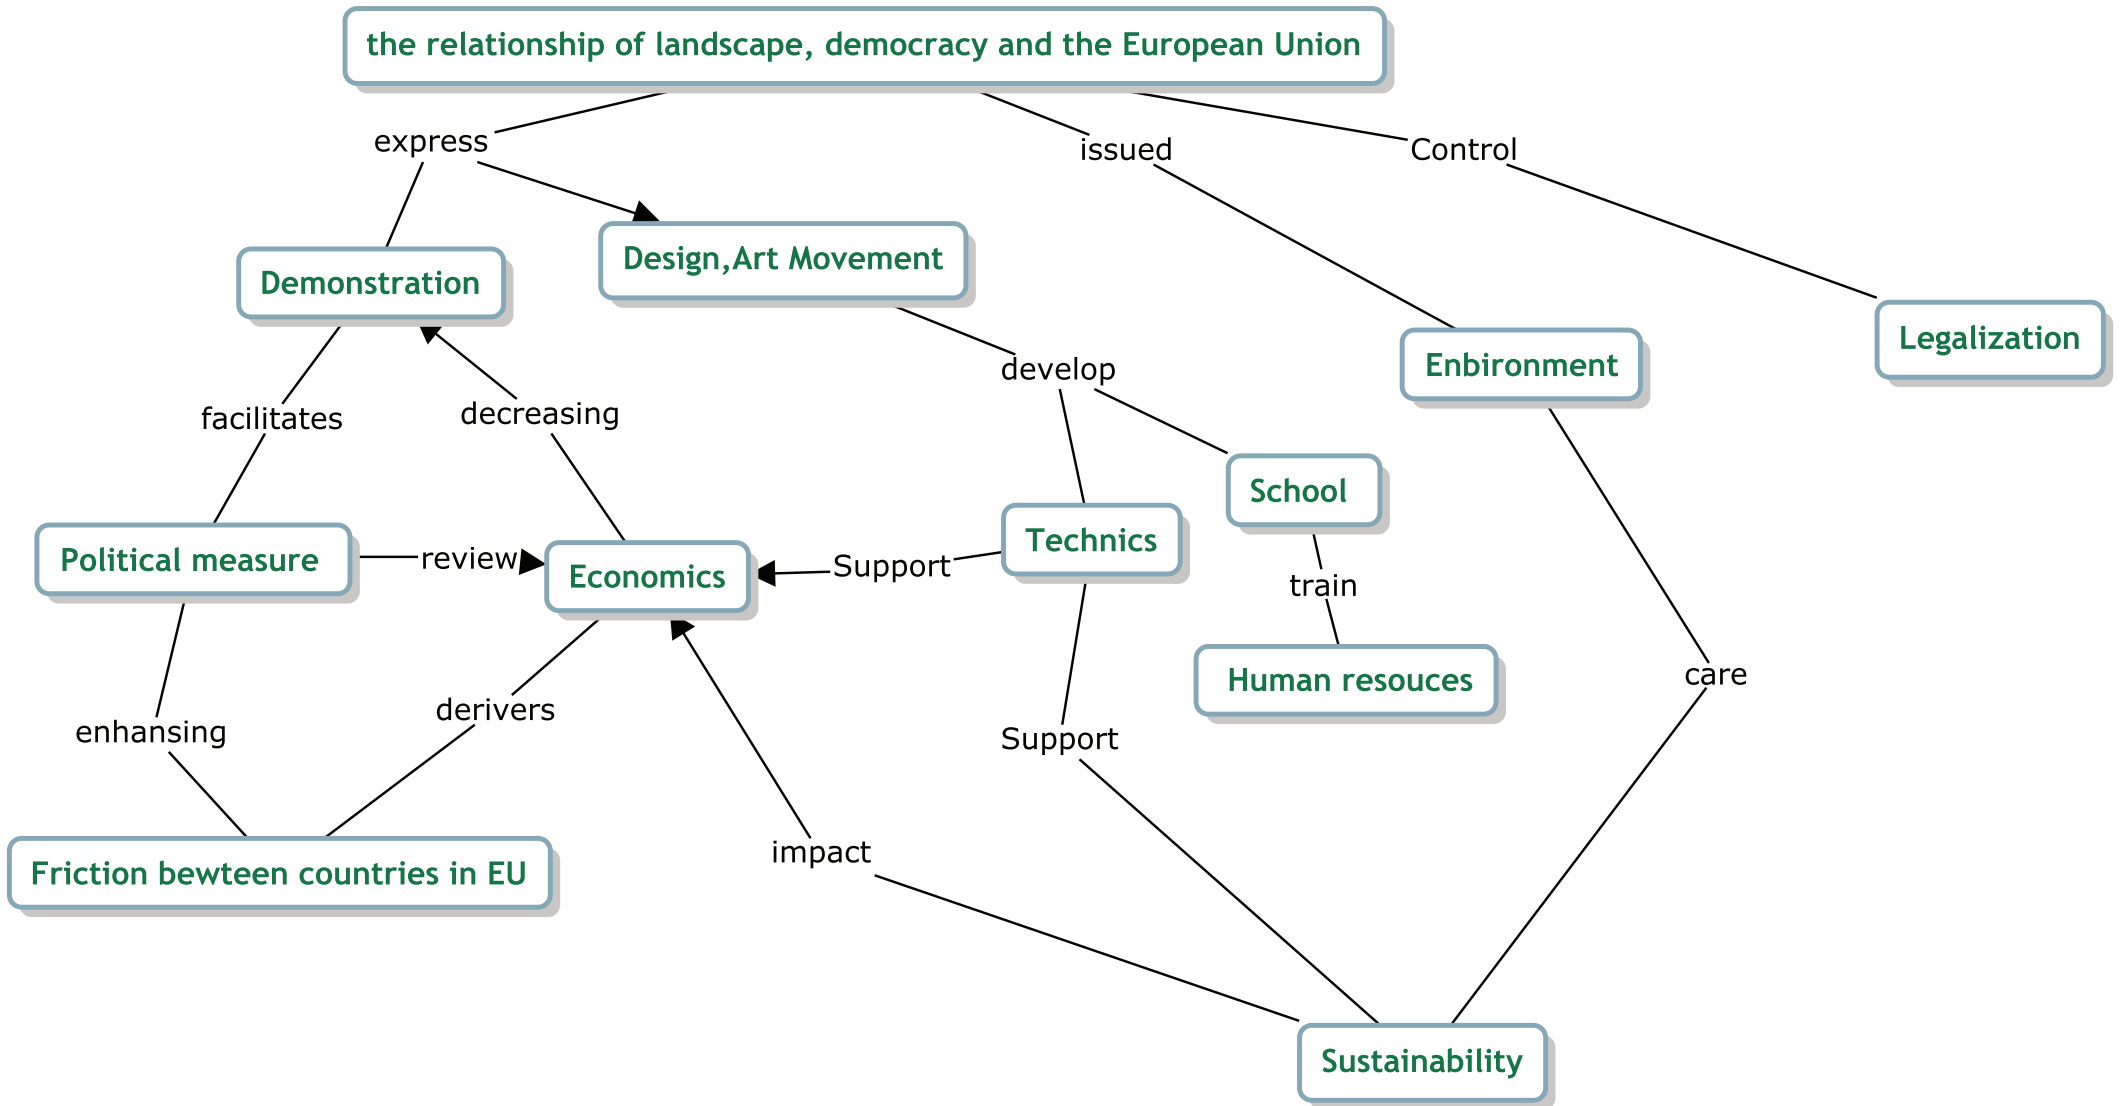 the relationship of landscape, democracy and the European Union
express
issued
Control
Design,Art Movement
Demonstration
Legalization
Enbironment
develop
facilitates
decreasing
School
Technics
Political measure
review
Economics
Support
train
Human resouces
care
derivers
enhansing
Support
impact
Friction bewteen countries in EU
Sustainability